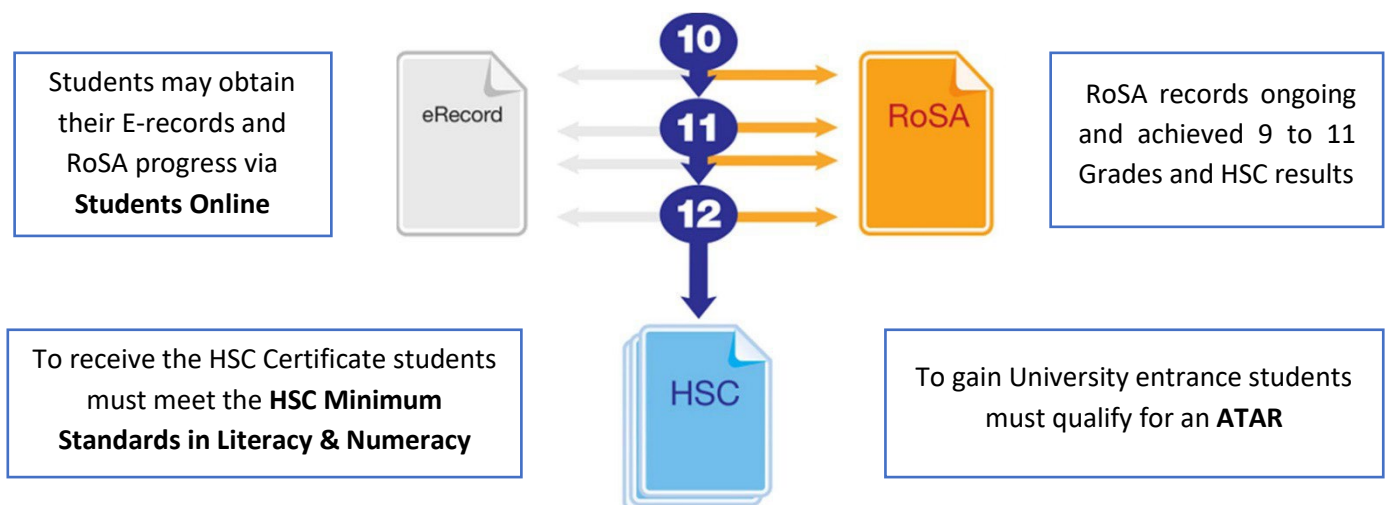 Students may obtain
their E-records and
RoSA progress via
Students Online
eRecord
10
11
12
RoSA
RoSA records ongoing
and achieved 9 to 11
Grades and HSC results
To receive the HSC Certificate students
must meet the HSC Minimum
Standards in Literacy & Numeracy
HSC
To gain University entrance students
must qualify for an ATAR